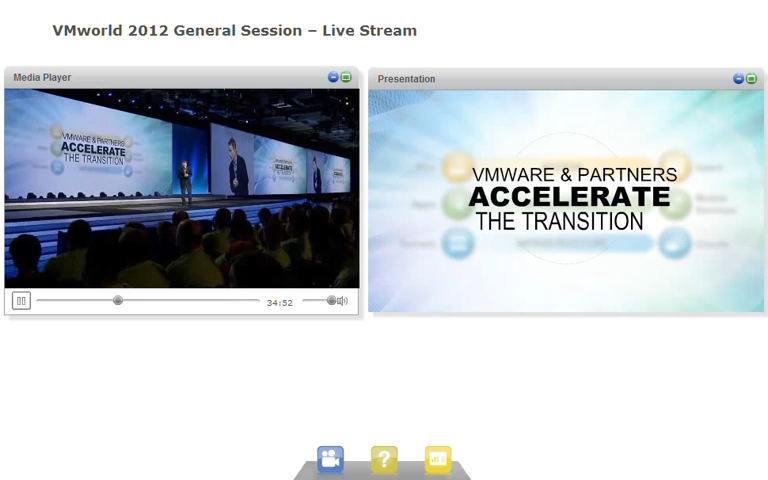 VMworld 2012 General Session – Live Stream
Media Player
VMWARE & PARTNERS
ACCELERATE
THE TRANSITION
34:52
Presentation
VMWARE & PARTNERS
ACCELERATE
THE TRANSITION